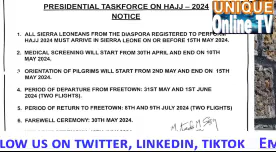 PRESIDENTIAL TASKFORCE ON HAJJ – 2024
NOTICE
UNIQUE
Online TV
1. ALL SIERRA LEONEANS FROM THE DIASPORA REGISTERED TO PERFORM
HAJJ 2024 MUST ARRIVE IN SIERRA LEONE ON OR BEFORE 15TH MAY 2024.
2. MEDICAL SCREENING WILL START FROM 30TH APRIL AND END ON 10TH
MAY 2024.
3. ORIENTATION OF PILGRIMS WILL START FROM 2ND MAY AND END ON 15TH
MAY 2024.
4. PERIOD OF DEPARTURE FROM FREETOWN: 31ST MAY AND 1ST JUNE
2024 (TWO FLIGHTS).
5. PERIOD OF RETURN TO FREETOWN: 8TH AND 9TH JULY 2024 (TWO FLIGHTS)
6. FAREWELL CEREMONY: 30TH MAY 2024.
LOW US ON TWITTER, LINKEDIN, TIKTOK